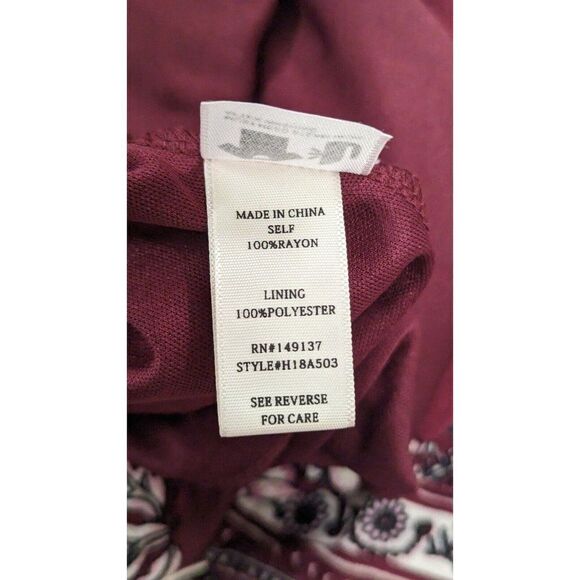 MADE IN CHINA
SELF
100%RAYON
LINING
100%POLYESTER
RN#149137
STYLE#H18A503
SEE REVERSE
FOR CARE